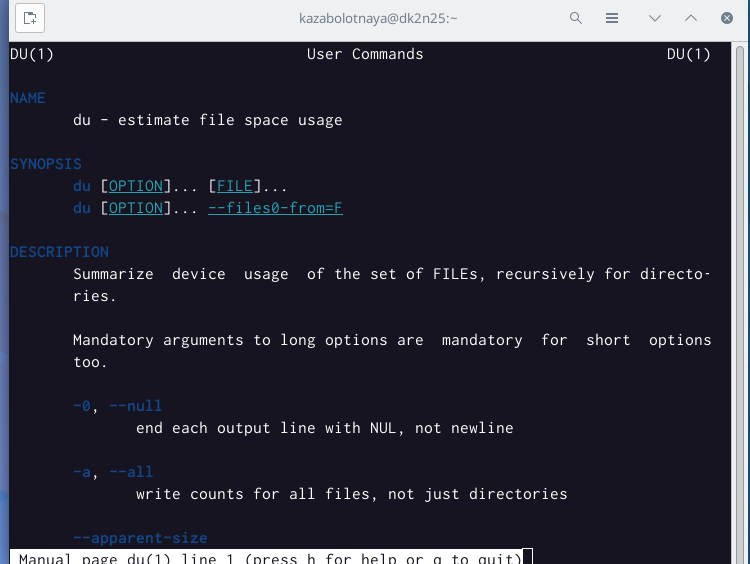 kazabolotnaya@dk2n25:~
DU(1) User Commands DU(1)
NAME
du - estimate file space usage
SYNOPSIS
du [OPTION]... [FILE]...
du [OPTION]... --files0-from=F
DESCRIPTION
Summarize device usage of the set of FILEs, recursively for directo-
ries.
Mandatory arguments to long options are mandatory for short options
too.
-0, --null
end each output line with NUL, not newline
-a, --all
write counts for all files, not just directories
--apparent-size
Manual page du(1) line 1 (press h for help or q to quit)